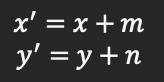 x′ = x + m
y′ = y + n